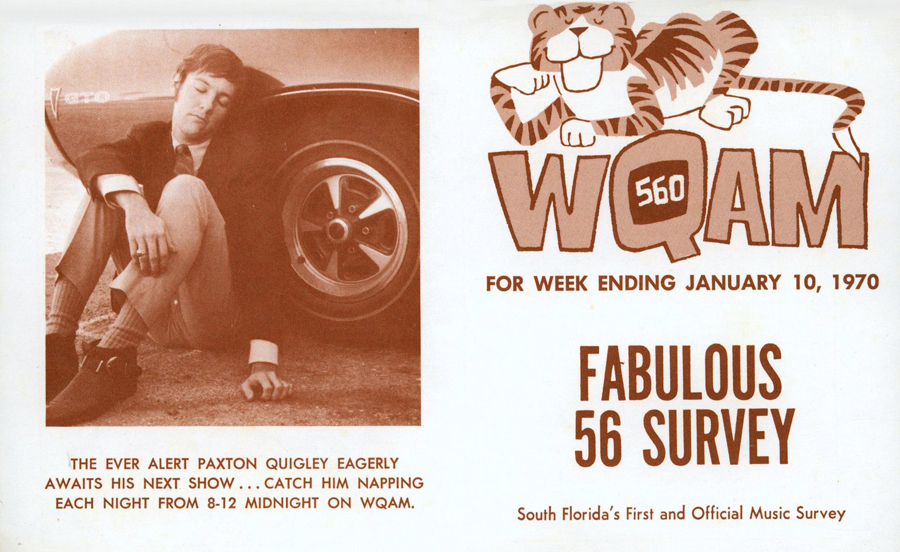 GTO
THE EVER ALERT PAXTON QUIGLEY EAGERLY
AWAITS HIS NEXT SHOW... CATCH HIM NAPPING
EACH NIGHT FROM 8-12 MIDNIGHT ON WQAM.
WQAM
560
FOR WEEK ENDING JANUARY 10, 1970
FABULOUS
56 SURVEY
South Florida's First and Official Music Survey